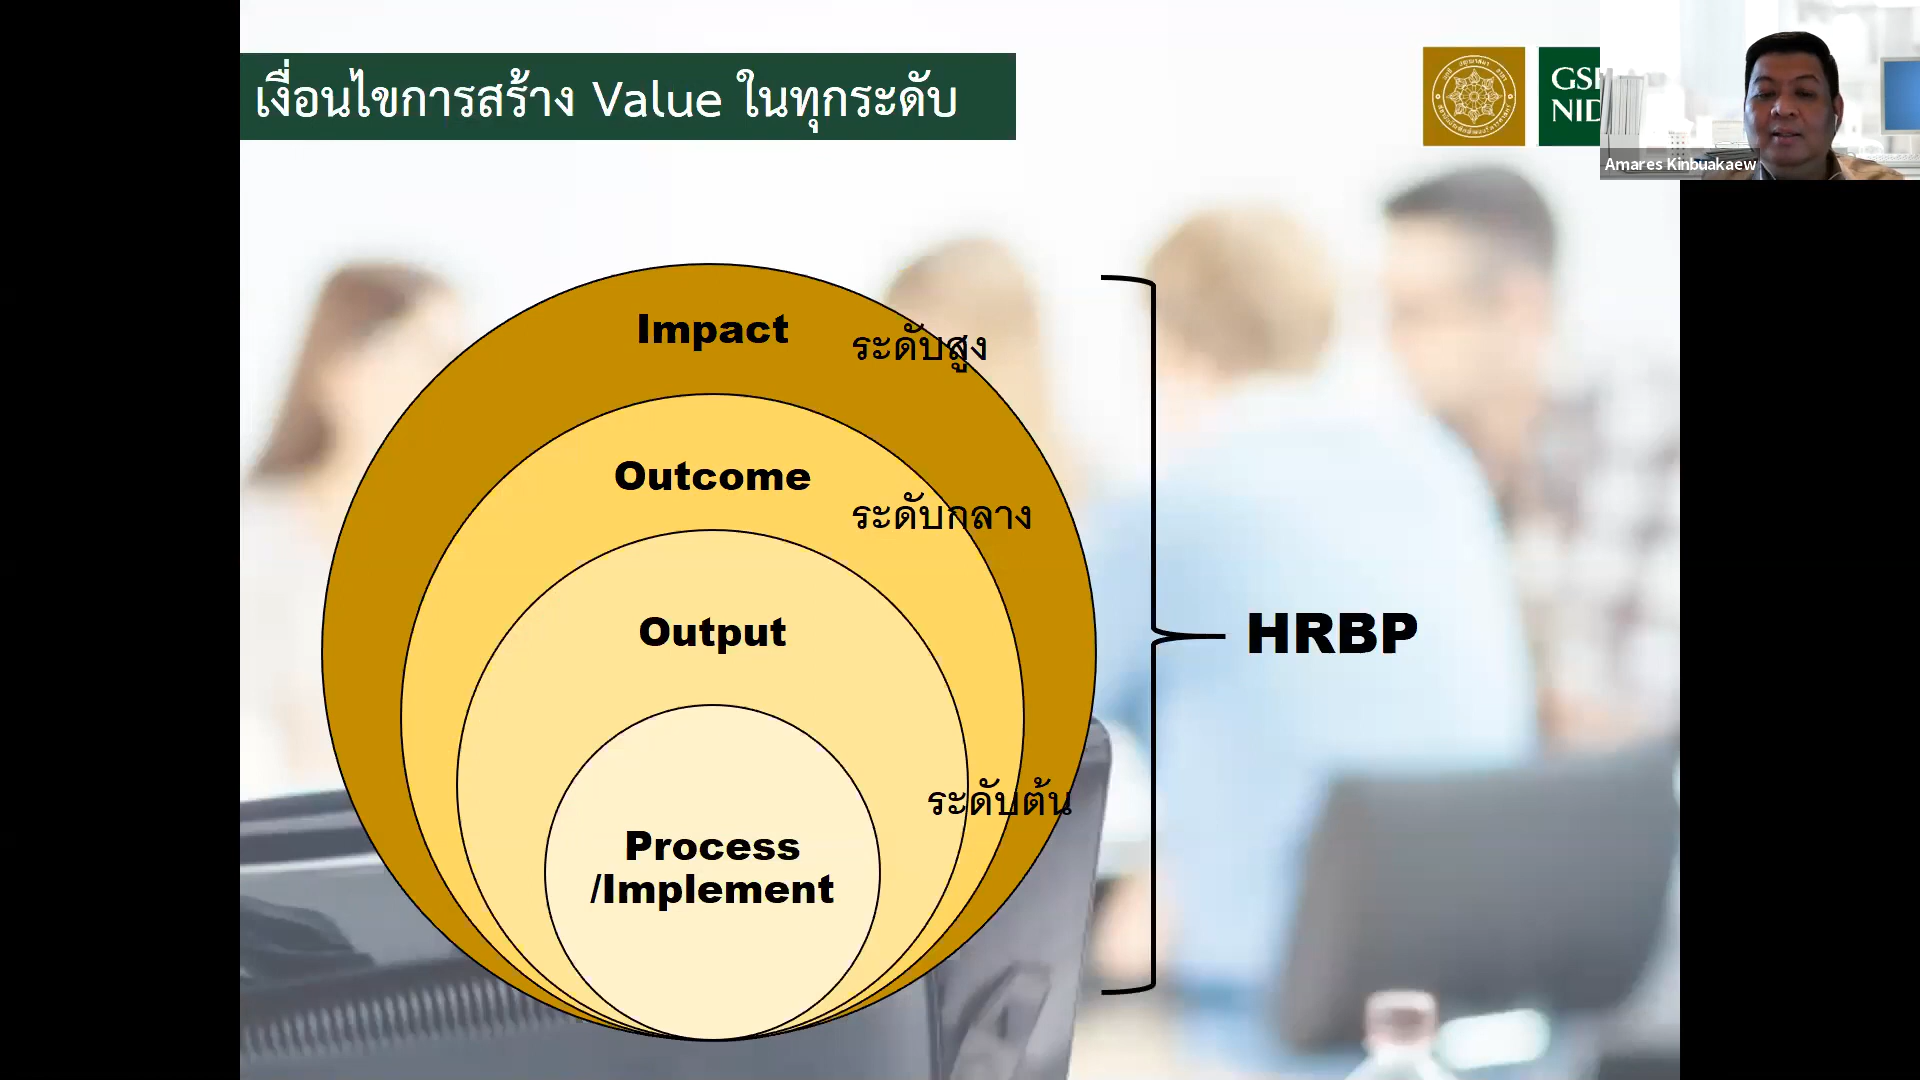 เงื่อนไขการสร้าง Value ในทุกระดับ
Amares Kinbuakaew
Impact
ระดับสูง
Outcome
ระดับกลาง
Output
HRBP
ระดับต้น
Process
/Implement